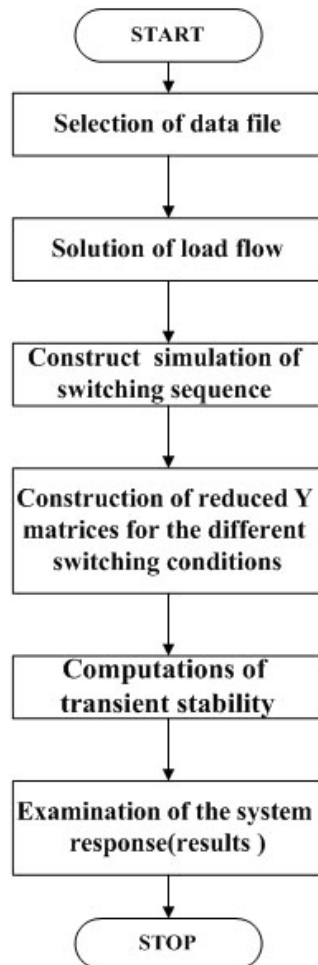 START
Selection of data file
Solution of load flow
Construct simulation of
switching sequence
Construction of reduced Y
matrices for the different
switching conditions
Computations of
transient stability
Examination of the system
response(results )
STOP